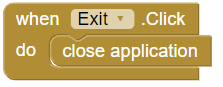 when Exit .Click
do close application